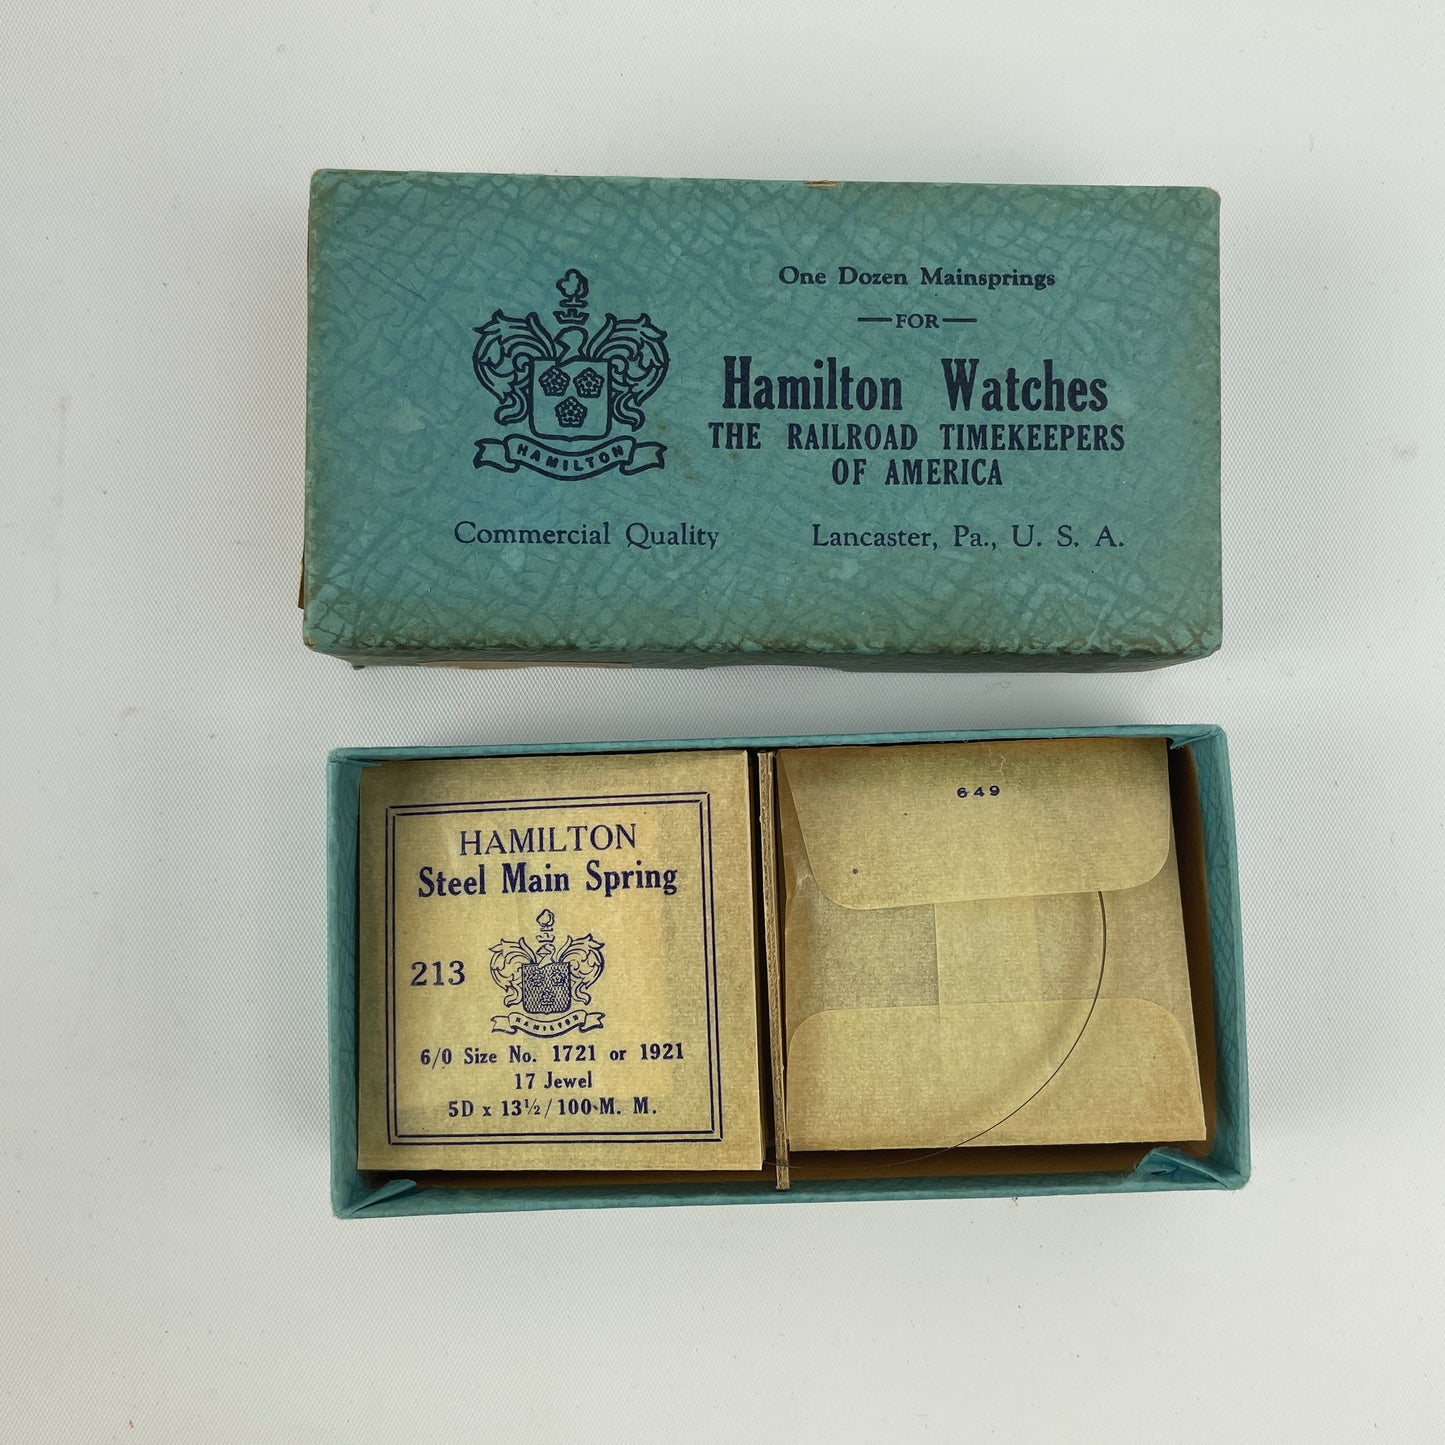 One Dozen Mainsprings
—FOR—
Hamilton Watches
THE RAILROAD TIMEKEEPERS
OF AMERICA
HAMILTON
Commercial Quality Lancaster, Pa., U. S. A.
HAMILTON
Steel Main Spring
213
HAMILTON
6/0 Size No. 1721 or 1921
17 Jewel
5D x 13½/100 M. M.
649